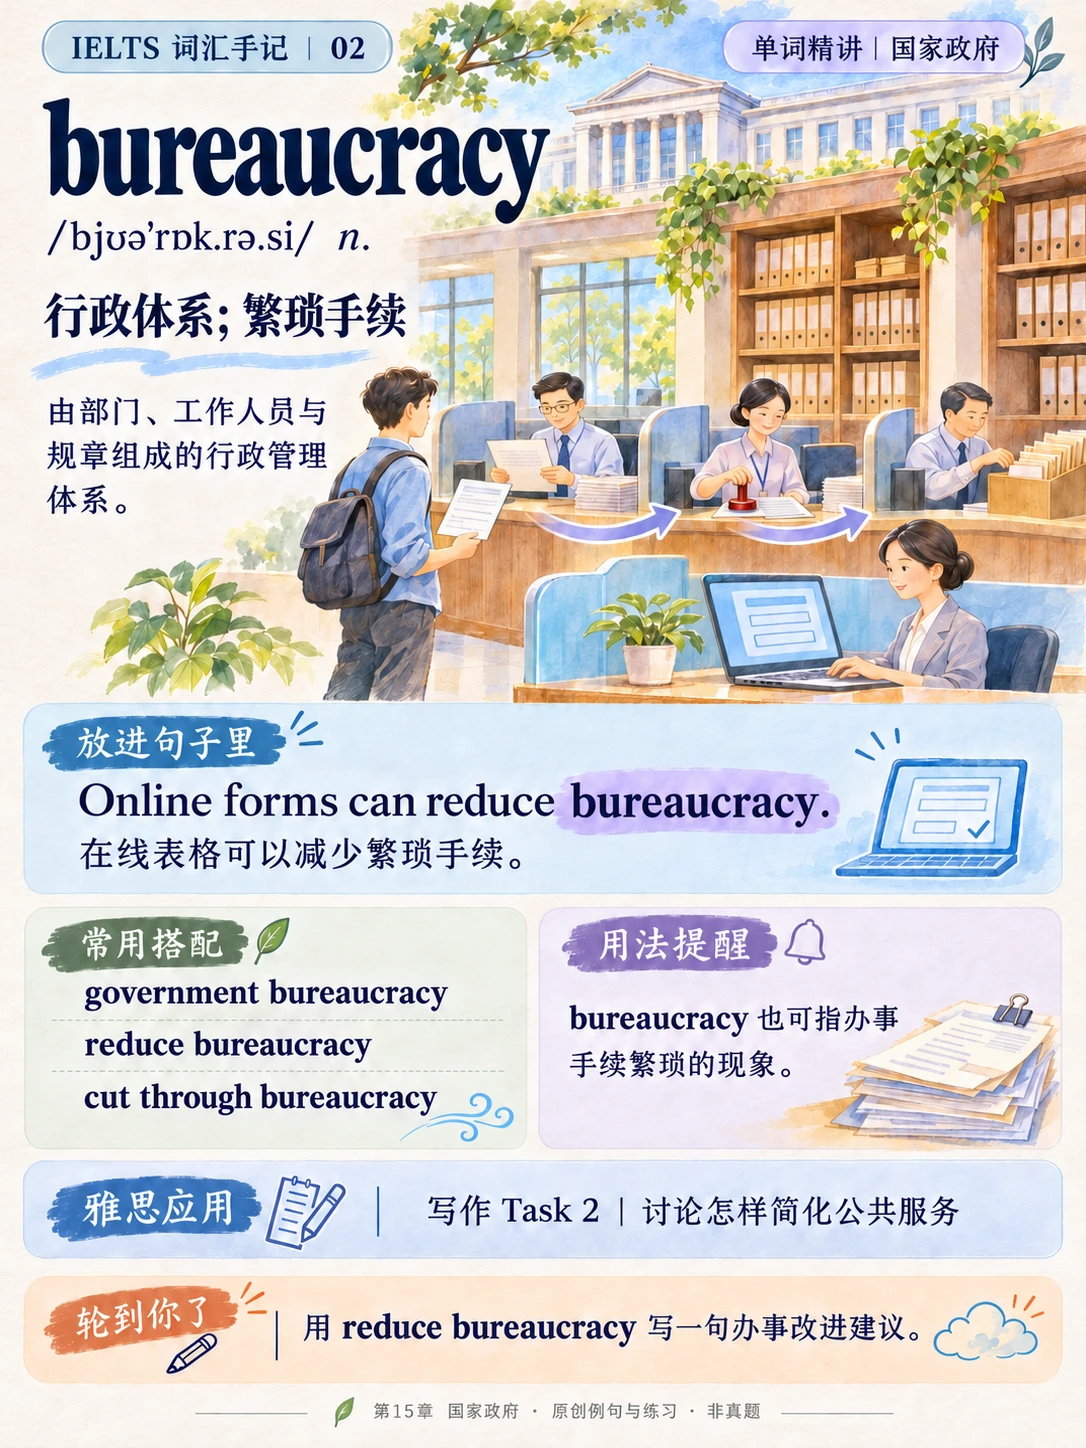 IELTS 词汇手记 | 02
单词精讲 | 国家政府
bureaucracy
/bjʊə'rɒk.rə.si/ n.
行政体系；繁琐手续
由部门、工作人员与
规章组成的行政管理
体系。
放进句子里
Online forms can reduce bureaucracy.
在线表格可以减少繁琐手续。
常用搭配
government bureaucracy
reduce bureaucracy
cut through bureaucracy
用法提醒
bureaucracy 也可指办事
手续繁琐的现象。
雅思应用
写作 Task 2 | 讨论怎样简化公共服务
轮到你了
用 reduce bureaucracy 写一句办事改进建议。
第15章 国家政府 · 原创例句与练习 · 非真题